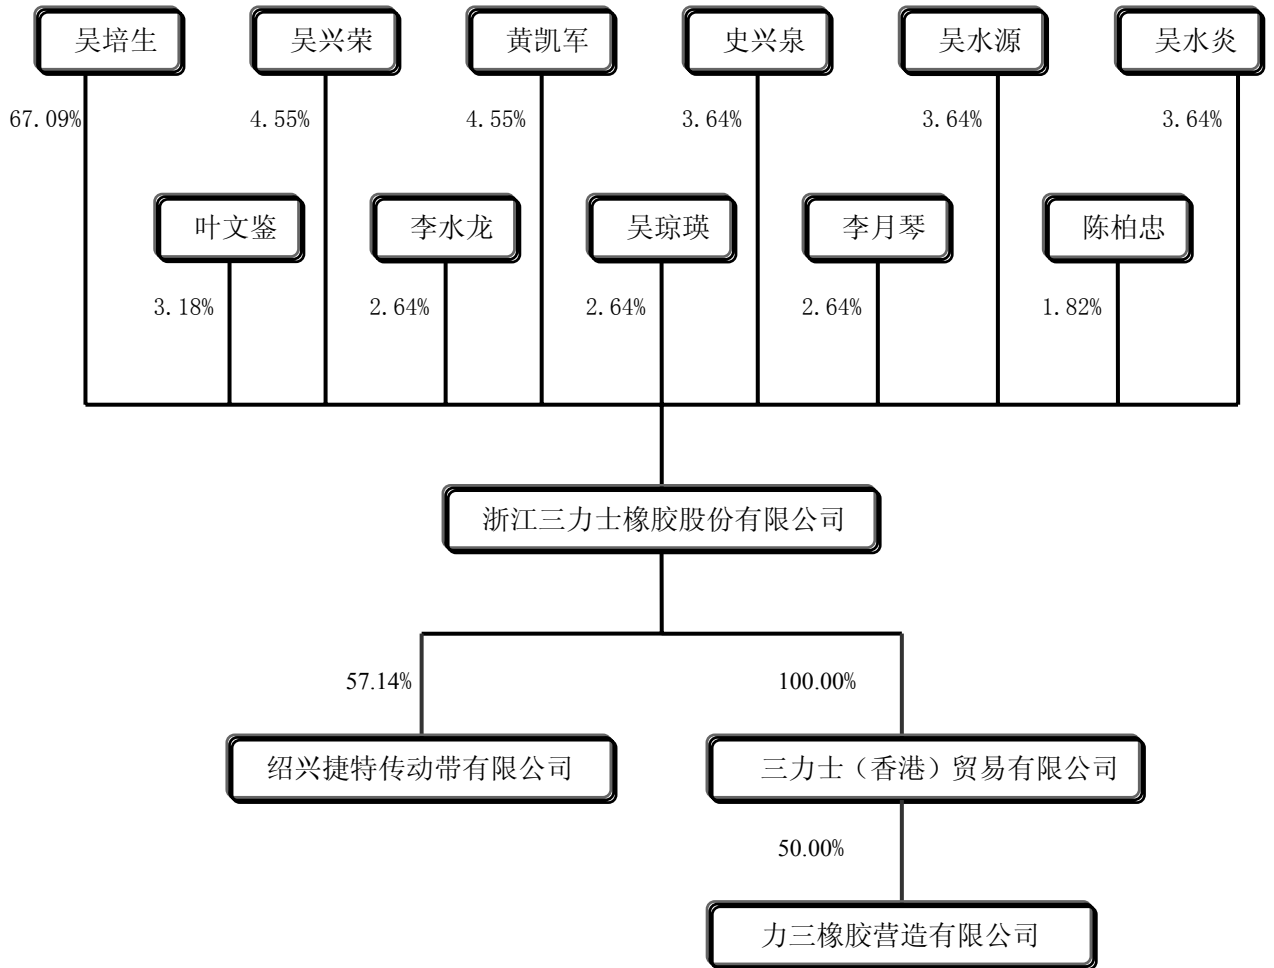 吴培生
吴兴荣
黄凯军
史兴泉
吴水源
吴水炎
67.09%
4.55%
4.55%
3.64%
3.64%
3.64%
叶文鉴
李水龙
吴琼瑛
李月琴
陈柏忠
3.18%
2.64%
2.64%
2.64%
1.82%
浙江三力士橡胶股份有限公司
57.14%
100.00%
绍兴捷特传动带有限公司
三力士（香港）贸易有限公司
50.00%
力三橡胶营造有限公司